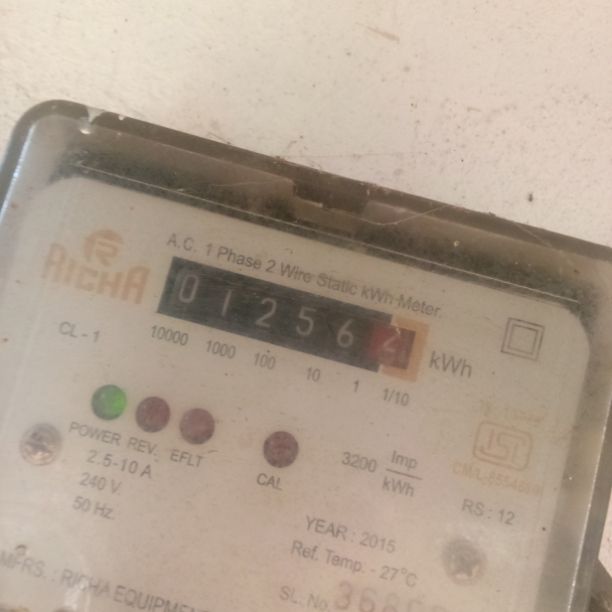 A.C. 1 Phase 2 Wire Static kWh Meter.
RICHA
0 1 2 5 6 2 kWh
CL - 1
10000 1000 100 10 1 1/10
POWER REV. EFLT CAL
3200 Imp/kWh
2.5-10 A
240 V
50 Hz
RS : 12
YEAR : 2015
Ref. Temp. - 27°C
MFRS. : RICHA EQUIPMEN
SL. No